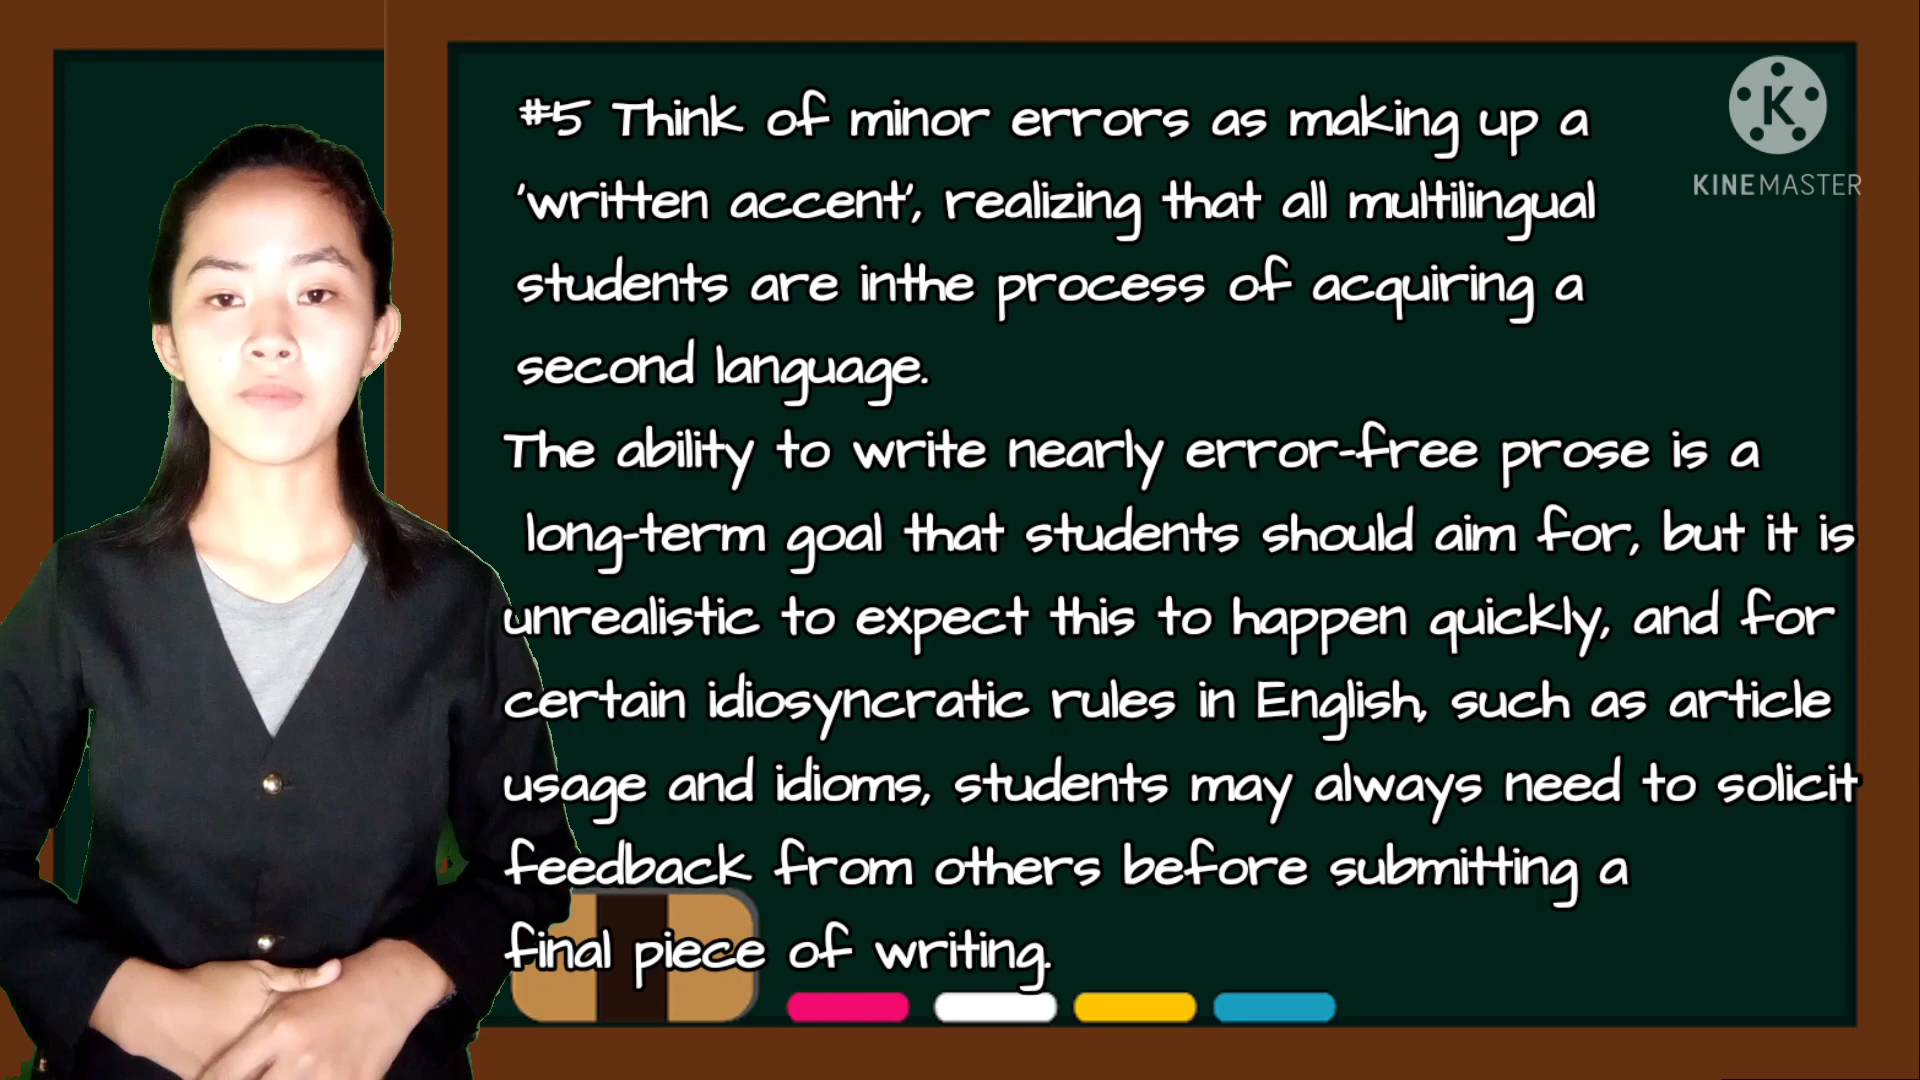 #5 Think of minor errors as making up a
'written accent', realizing that all multilingual
students are inthe process of acquiring a
second language.
The ability to write nearly error-free prose is a
long-term goal that students should aim for, but it is
unrealistic to expect this to happen quickly, and for
certain idiosyncratic rules in English, such as article
usage and idioms, students may always need to solicit
feedback from others before submitting a
final piece of writing.
K
KINEMASTER